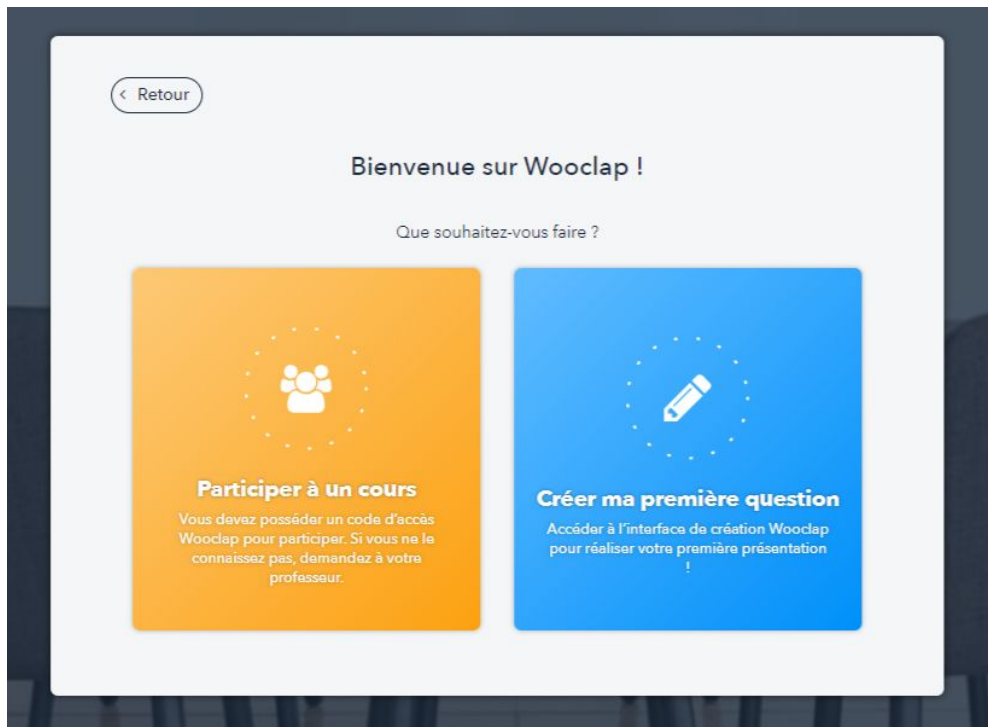 Retour
Bienvenue sur Wooclap !
Que souhaitez-vous faire ?
Participer à un cours
Vous devez posséder un code d'accès
Wooclap pour participer. Si vous ne le
connaissez pas, demandez à votre
professeur.
Créer ma première question
Accéder à l'interface de création Wooclap
pour réaliser votre première présentation
!